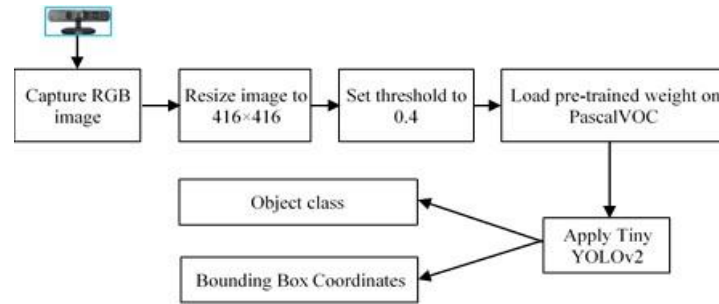 Capture RGB
image
Resize image to
416×416
Set threshold to
0.4
Load pre-trained weight on
PascalVOC
Object class
Apply Tiny
YOLOv2
Bounding Box Coordinates